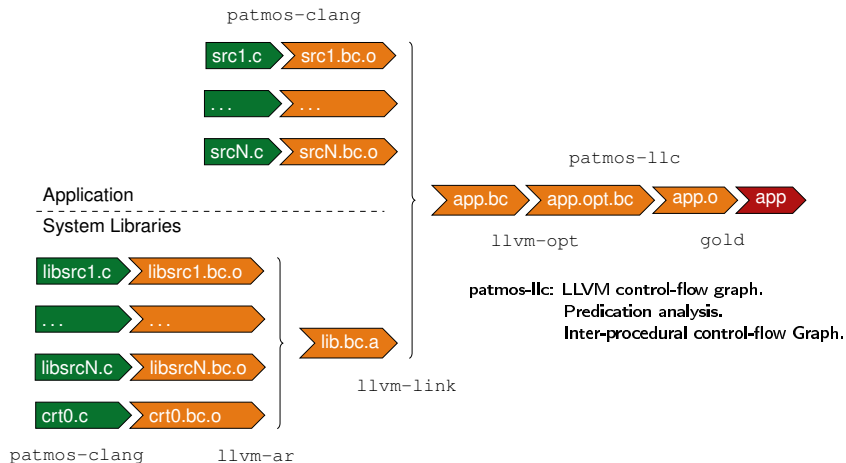 patmos-clang
src1.c src1.bc.o
... ...
srcN.c srcN.bc.o
patmos-llc
Application
app.bc app.opt.bc app.o app
System Libraries
llvm-opt gold
libsrc1.c libsrc1.bc.o
patmos-llc: LLVM control-flow graph.
Predication analysis.
Inter-procedural control-flow Graph.
... ...
lib.bc.a
libsrcN.c libsrcN.bc.o
llvm-link
crt0.c crt0.bc.o
patmos-clang llvm-ar